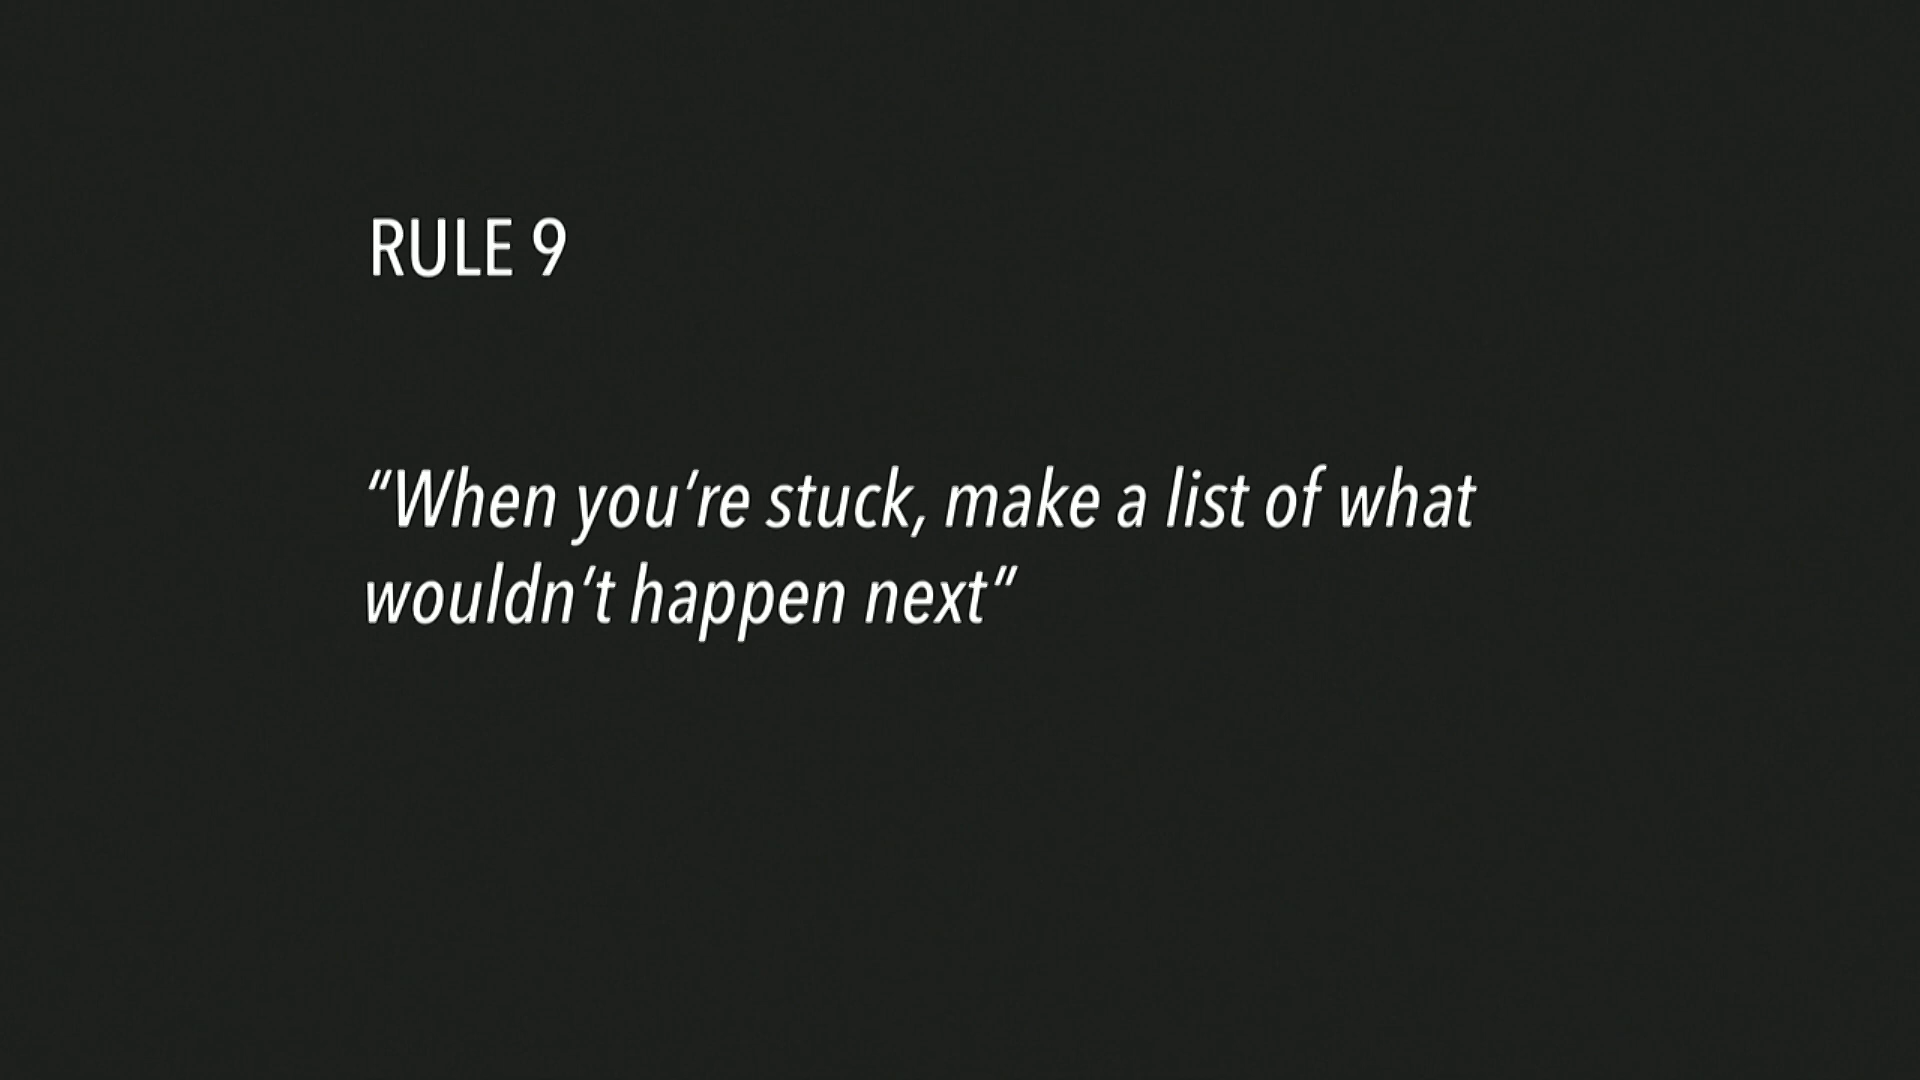 RULE 9
“When you’re stuck, make a list of what
wouldn’t happen next”